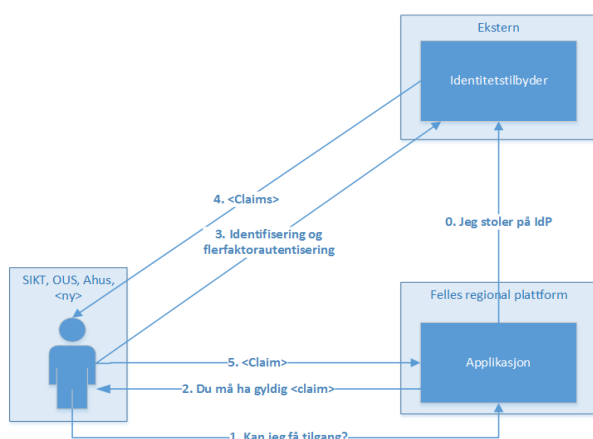 Ekstern
Identitetstilbyder
4. <Claims>
3. Identifisering og
flerfaktorautentisering
0. Jeg stoler på IdP
SIKT, OUS, Ahus,
<ny>
Felles regional plattform
5. <Claim>
Applikasjon
2. Du må ha gyldig <claim>
1. Kan jeg få tilgang?